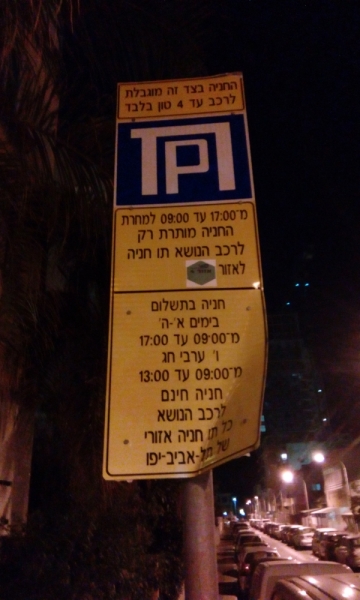 החניה בצד זה מוגבלת
לרכב עד 4 טון בלבד
P
מ־17:00 עד 09:00 למחרת
החניה מותרת רק
לרכב הנושא תו חניה
לאזור
חניה בתשלום
בימים א'-ה'
מ־09:00 עד 17:00
ו' ערבי חג
מ־09:00 עד 13:00
חניה חינם
לרכב הנושא
כל תו חניה אזורי
של תל-אביב-יפו